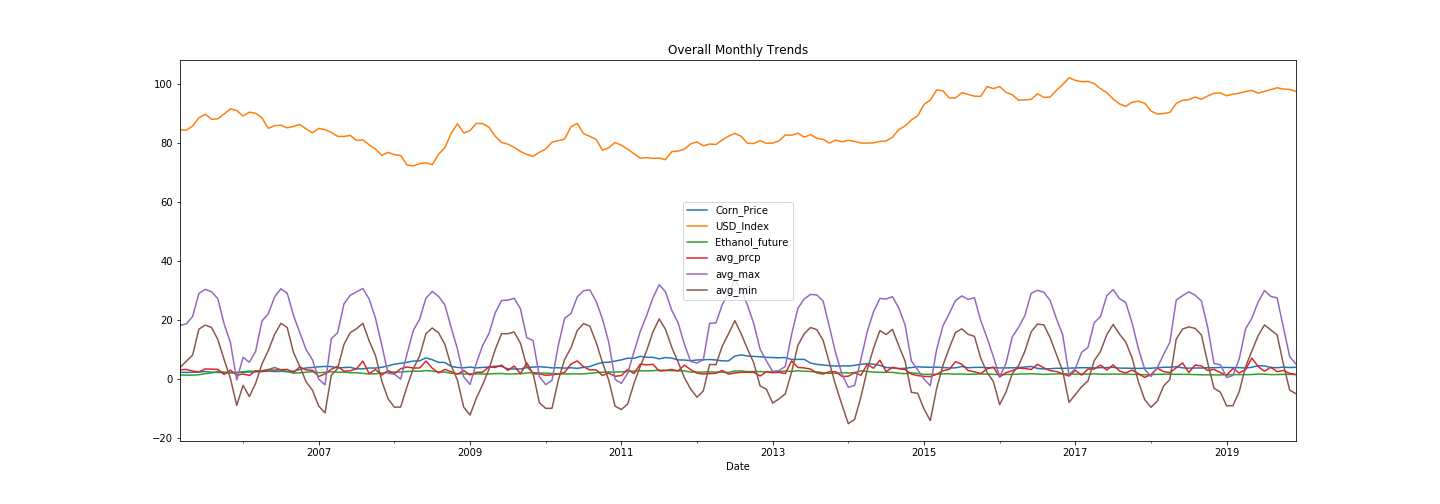 Overall Monthly Trends
100
80
60
40
20
0
−20
Corn_Price
USD_Index
Ethanol_future
avg_prcp
avg_max
avg_min
2007
2009
2011
2013
2015
2017
2019
Date